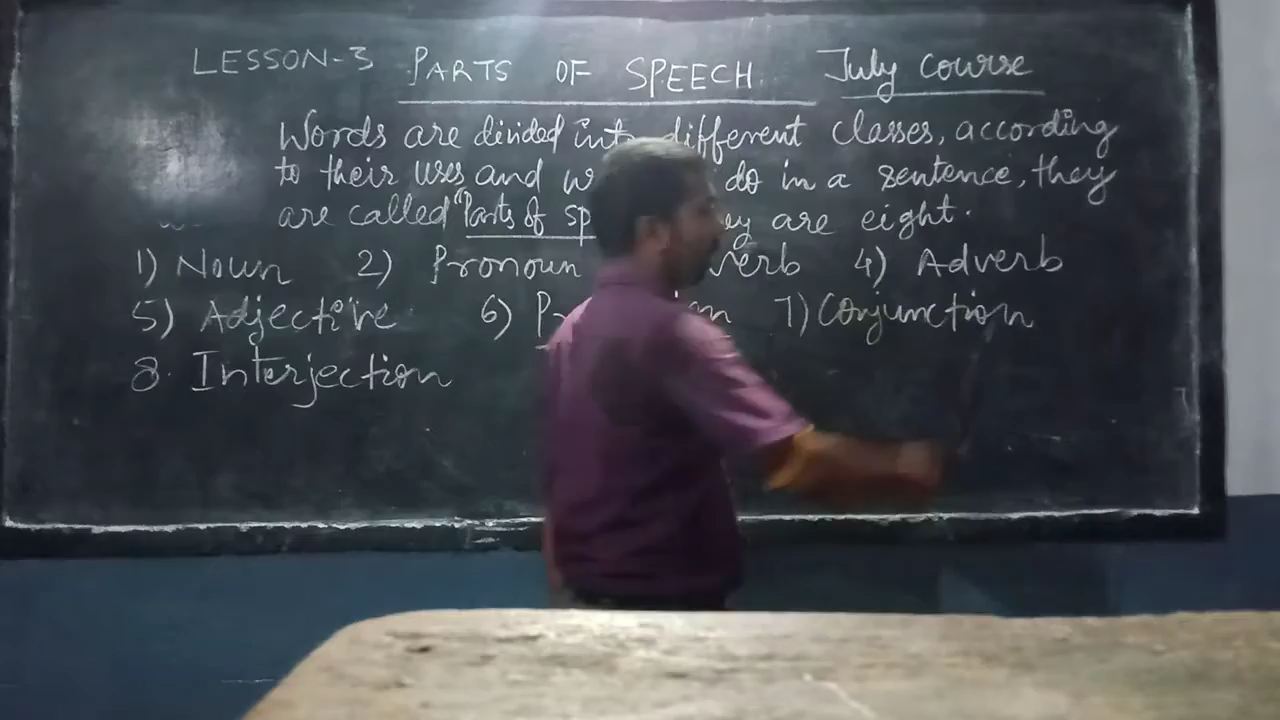 LESSON-3 PARTS OF SPEECH. July course
Words are divided into different classes, according
to their uses and do in a sentence, they
are called "Parts of are eight.
1) Noun 2) Pronoun verb 4) Adverb
5) Adjective 6) 7) Conjunction
8. Interjection